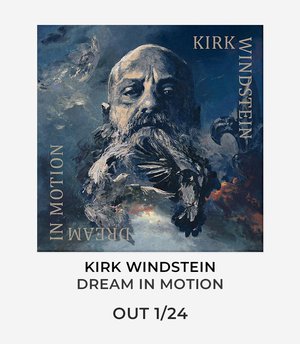 KIRK
WINDSTEIN
IN MOTION
DREAM
KIRK WINDSTEIN
DREAM IN MOTION
OUT 1/24